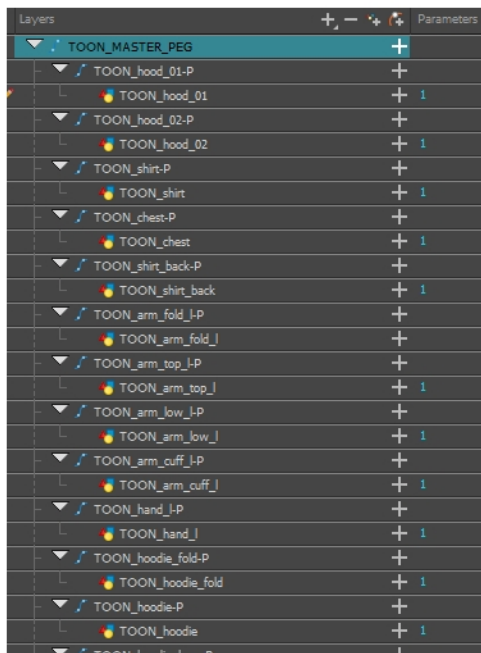 Layers Parameters
TOON_MASTER_PEG
TOON_hood_01-P
TOON_hood_01 1
TOON_hood_02-P
TOON_hood_02 1
TOON_shirt-P
TOON_shirt 1
TOON_chest-P
TOON_chest 1
TOON_shirt_back-P
TOON_shirt_back 1
TOON_arm_fold_l-P
TOON_arm_fold_l
TOON_arm_top_l-P
TOON_arm_top_l 1
TOON_arm_low_l-P
TOON_arm_low_l 1
TOON_arm_cuff_l-P
TOON_arm_cuff_l 1
TOON_hand_l-P
TOON_hand_l 1
TOON_hoodie_fold-P
TOON_hoodie_fold 1
TOON_hoodie-P
TOON_hoodie 1